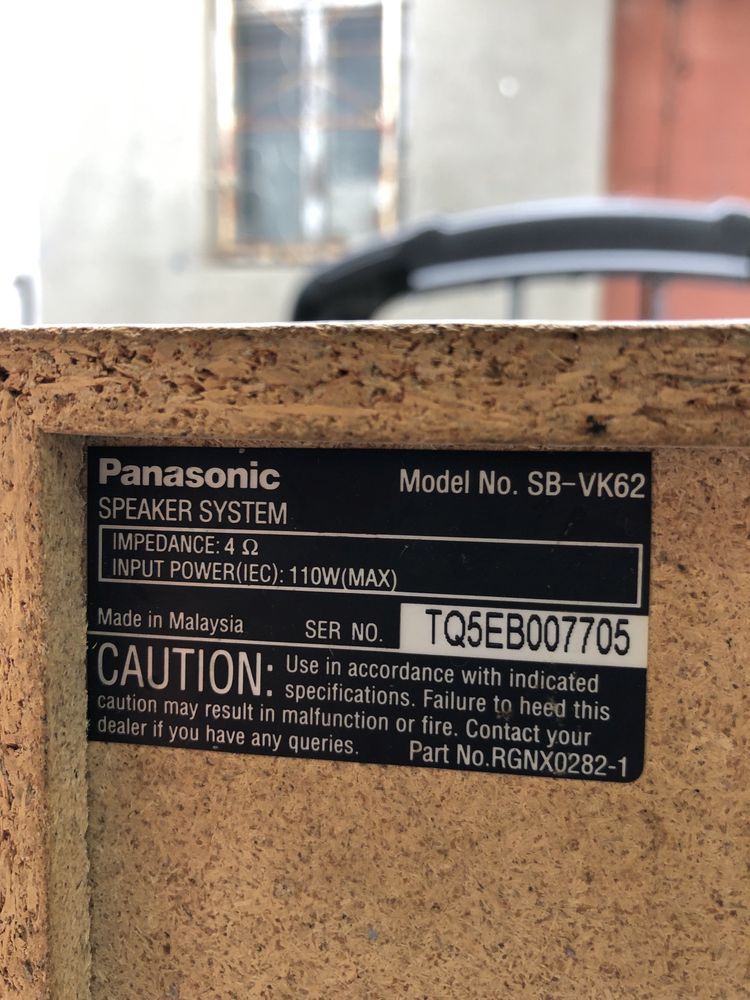 Panasonic Model No. SB-VK62
SPEAKER SYSTEM
IMPEDANCE: 4 Ω
INPUT POWER(IEC): 110W(MAX)
Made in Malaysia SER NO. TQ5EB007705
CAUTION: Use in accordance with indicated
specifications. Failure to heed this
caution may result in malfunction or fire. Contact your
dealer if you have any queries. Part No.RGNX0282-1